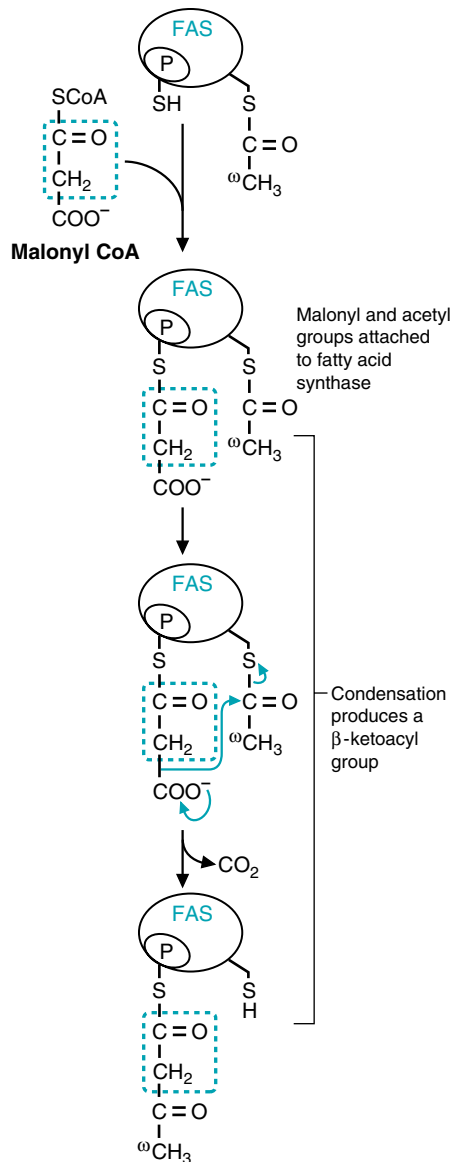 FAS
P
SH
S
C = O
ωCH₃
SCoA
C = O
CH₂
COO⁻
Malonyl CoA
FAS
P
S
S
C = O
C = O
CH₂
ωCH₃
COO⁻
Malonyl and acetyl
groups attached
to fatty acid
synthase
FAS
P
S
S
C = O
C = O
CH₂
ωCH₃
COO⁻
Condensation
produces a
β-ketoacyl
group
CO₂
FAS
P
S
S
H
C = O
CH₂
C = O
ωCH₃